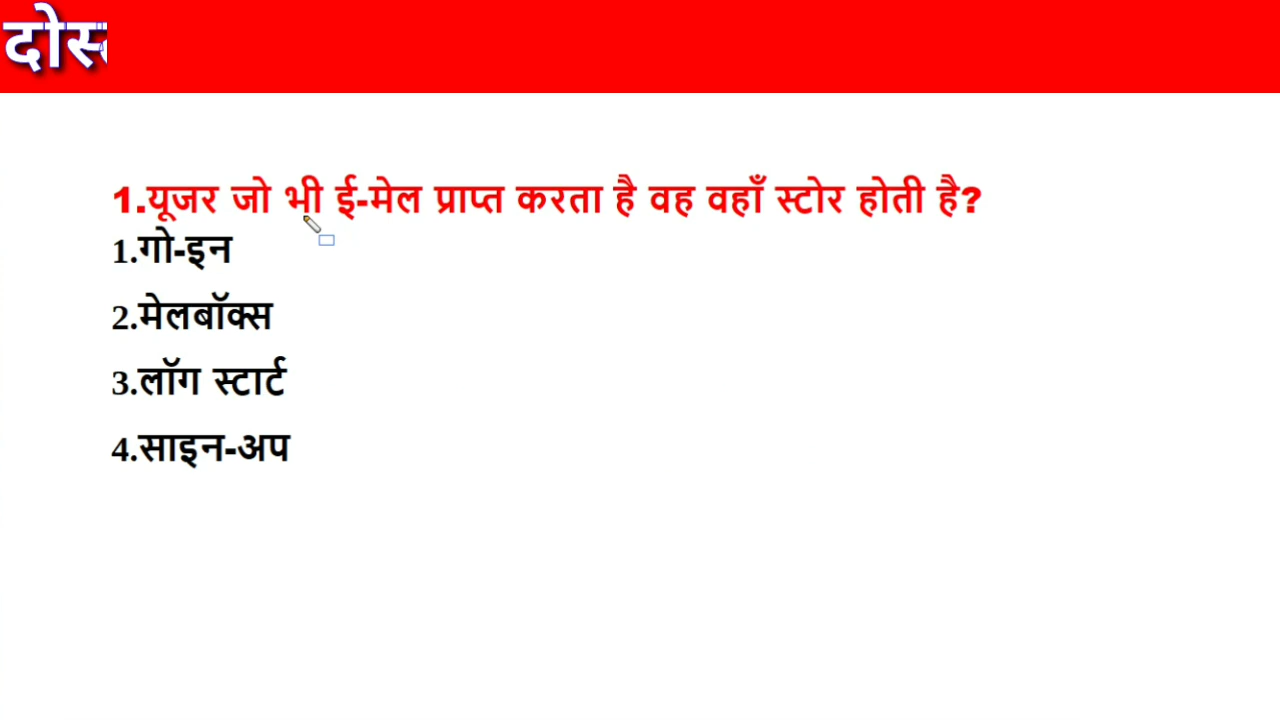 1.यूजर जो भी ई-मेल प्राप्त करता है वह वहाँ स्टोर होती है?
1.गो-इन
2.मेलबॉक्स
3.लॉग स्टार्ट
4.साइन-अप